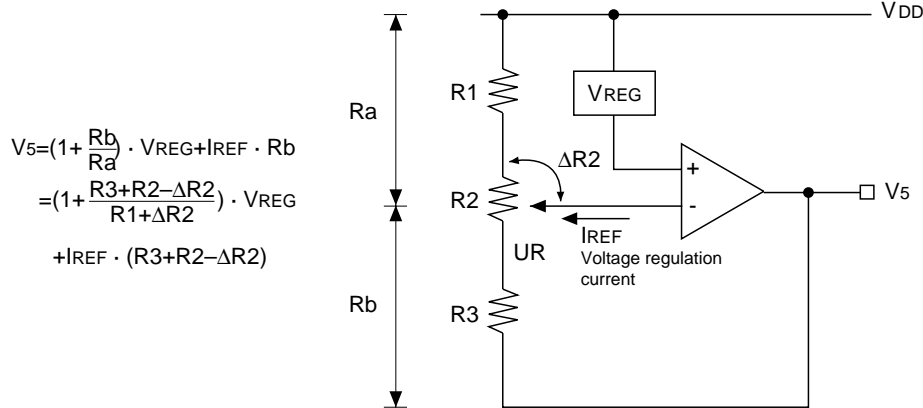 VDD
R1
VREG
Ra
V5=(1+ Rb/Ra) · VREG+IREF · Rb
=(1+ R3+R2–ΔR2/R1+ΔR2) · VREG
+IREF · (R3+R2–ΔR2)
ΔR2
+
R2
-
V5
IREF
UR
Voltage regulation
current
Rb
R3